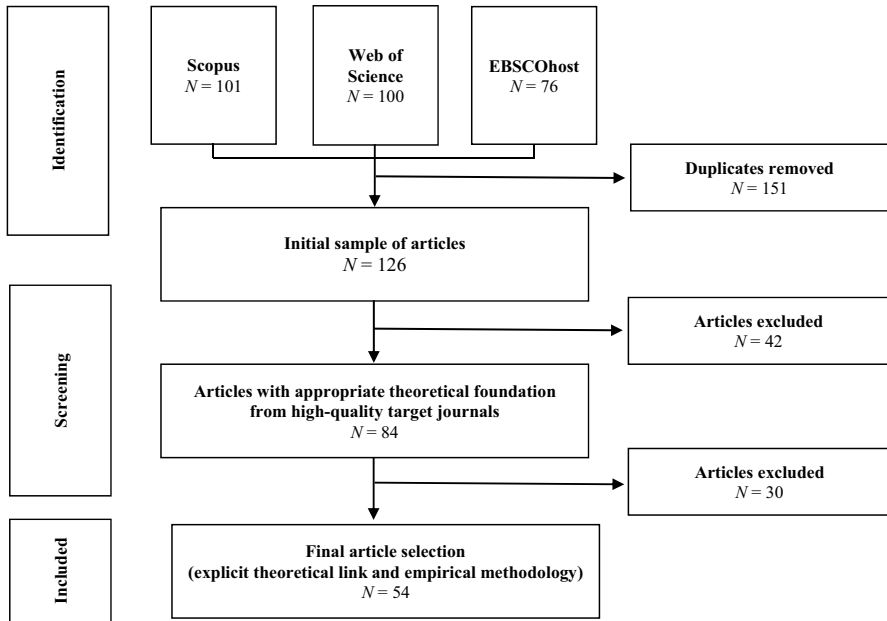 Identification
Scopus
N = 101
Web of
Science
N = 100
EBSCOhost
N = 76
Duplicates removed
N = 151
Initial sample of articles
N = 126
Screening
Articles excluded
N = 42
Articles with appropriate theoretical foundation
from high-quality target journals
N = 84
Articles excluded
N = 30
Included
Final article selection
(explicit theoretical link and empirical methodology)
N = 54